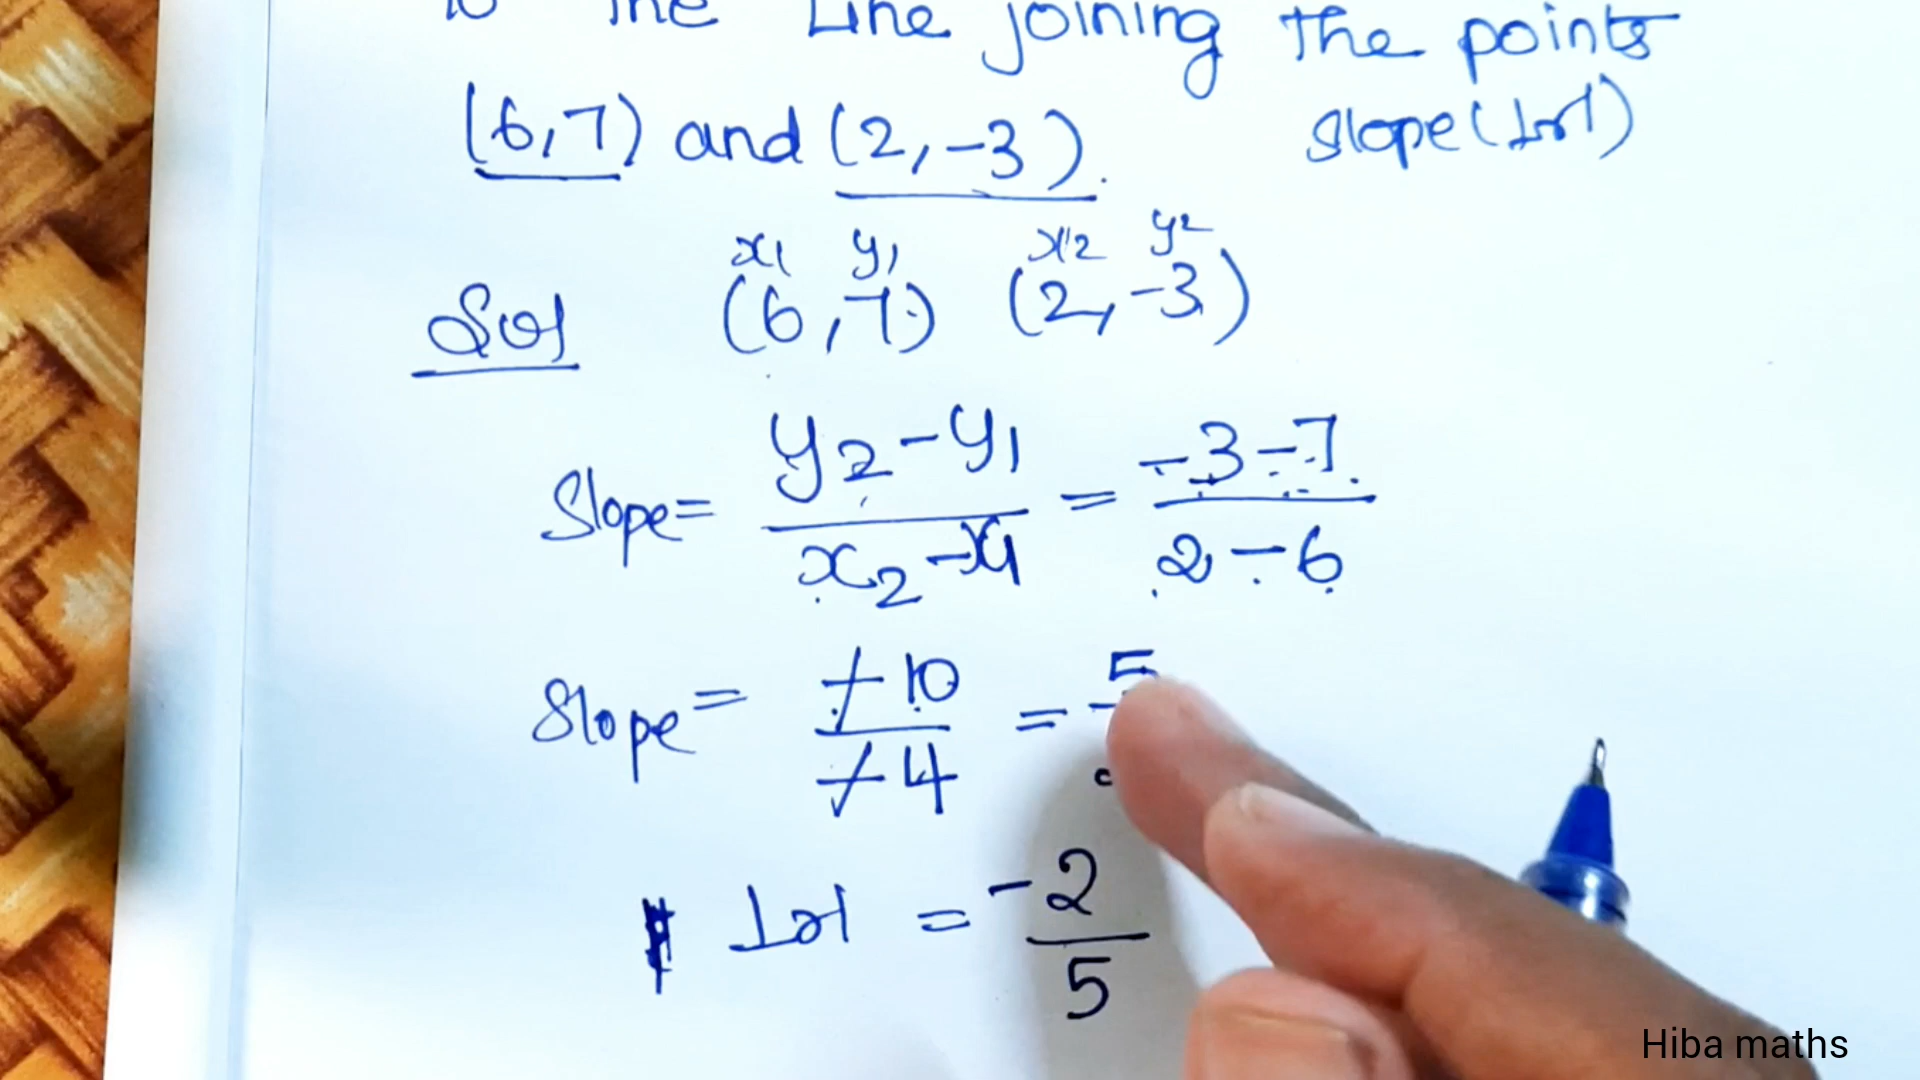 to the Line joining the points
(6,7) and (2,-3). slope(⊥r)
x1 y1 x2 y2
Sol (6,7) (2,-3)
Slope= y2-y1 / x2-x1 = -3-7 / 2-6
Slope = -10 / -4 = 5
⊥r = -2 / 5
Hiba maths